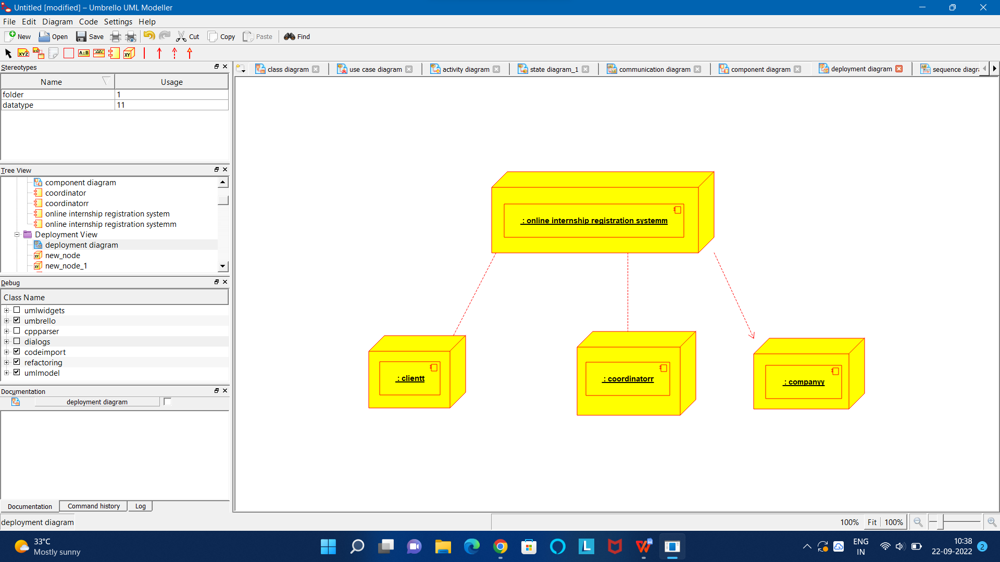 Untitled [modified] – Umbrello UML Modeller
File Edit Diagram Code Settings Help
New Open Save Cut Copy Paste Find
XYZ XYZ A:B ABC XY
Stereotypes
Name Usage
folder 1
datatype 11
Tree View
component diagram
coordinator
coordinatorr
online internship registration system
online internship registration systemm
Deployment View
deployment diagram
new_node
new_node_1
Debug
Class Name
umlwidgets
umbrello
cppparser
dialogs
codeimport
refactoring
umlmodel
Documentation
deployment diagram
Documentation Command history Log
deployment diagram
class diagram use case diagram activity diagram state diagram_1 communication diagram component diagram deployment diagram sequence diagr
: online internship registration systemm
: clientt
: coordinatorr
: companyy
100% Fit 100%
33°C
Mostly sunny
ENG
IN
10:38
22-09-2022
2